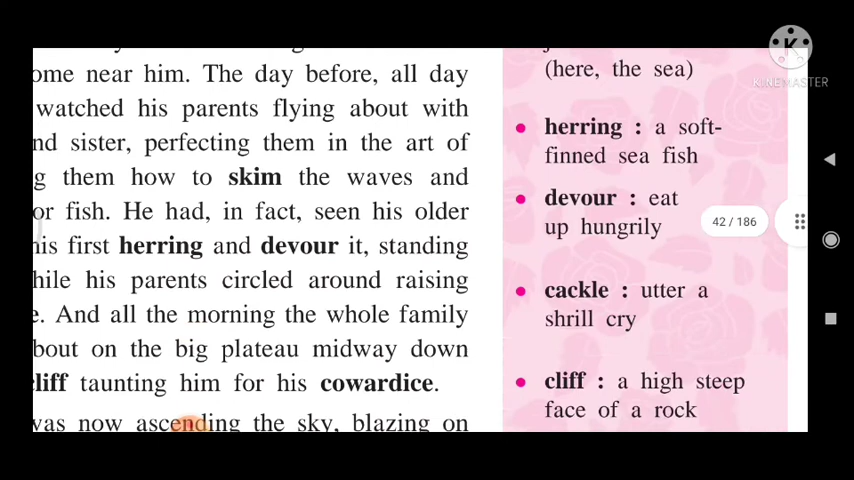 ome near him. The day before, all day
watched his parents flying about with
nd sister, perfecting them in the art of
g them how to skim the waves and
or fish. He had, in fact, seen his older
his first herring and devour it, standing
hile his parents circled around raising
e. And all the morning the whole family
bout on the big plateau midway down
cliff taunting him for his cowardice.
was now ascending the sky, blazing on
(here, the sea)
• herring : a soft-
finned sea fish
• devour : eat
up hungrily
• cackle : utter a
shrill cry
• cliff : a high steep
face of a rock
42 / 186
K
KINEMASTER